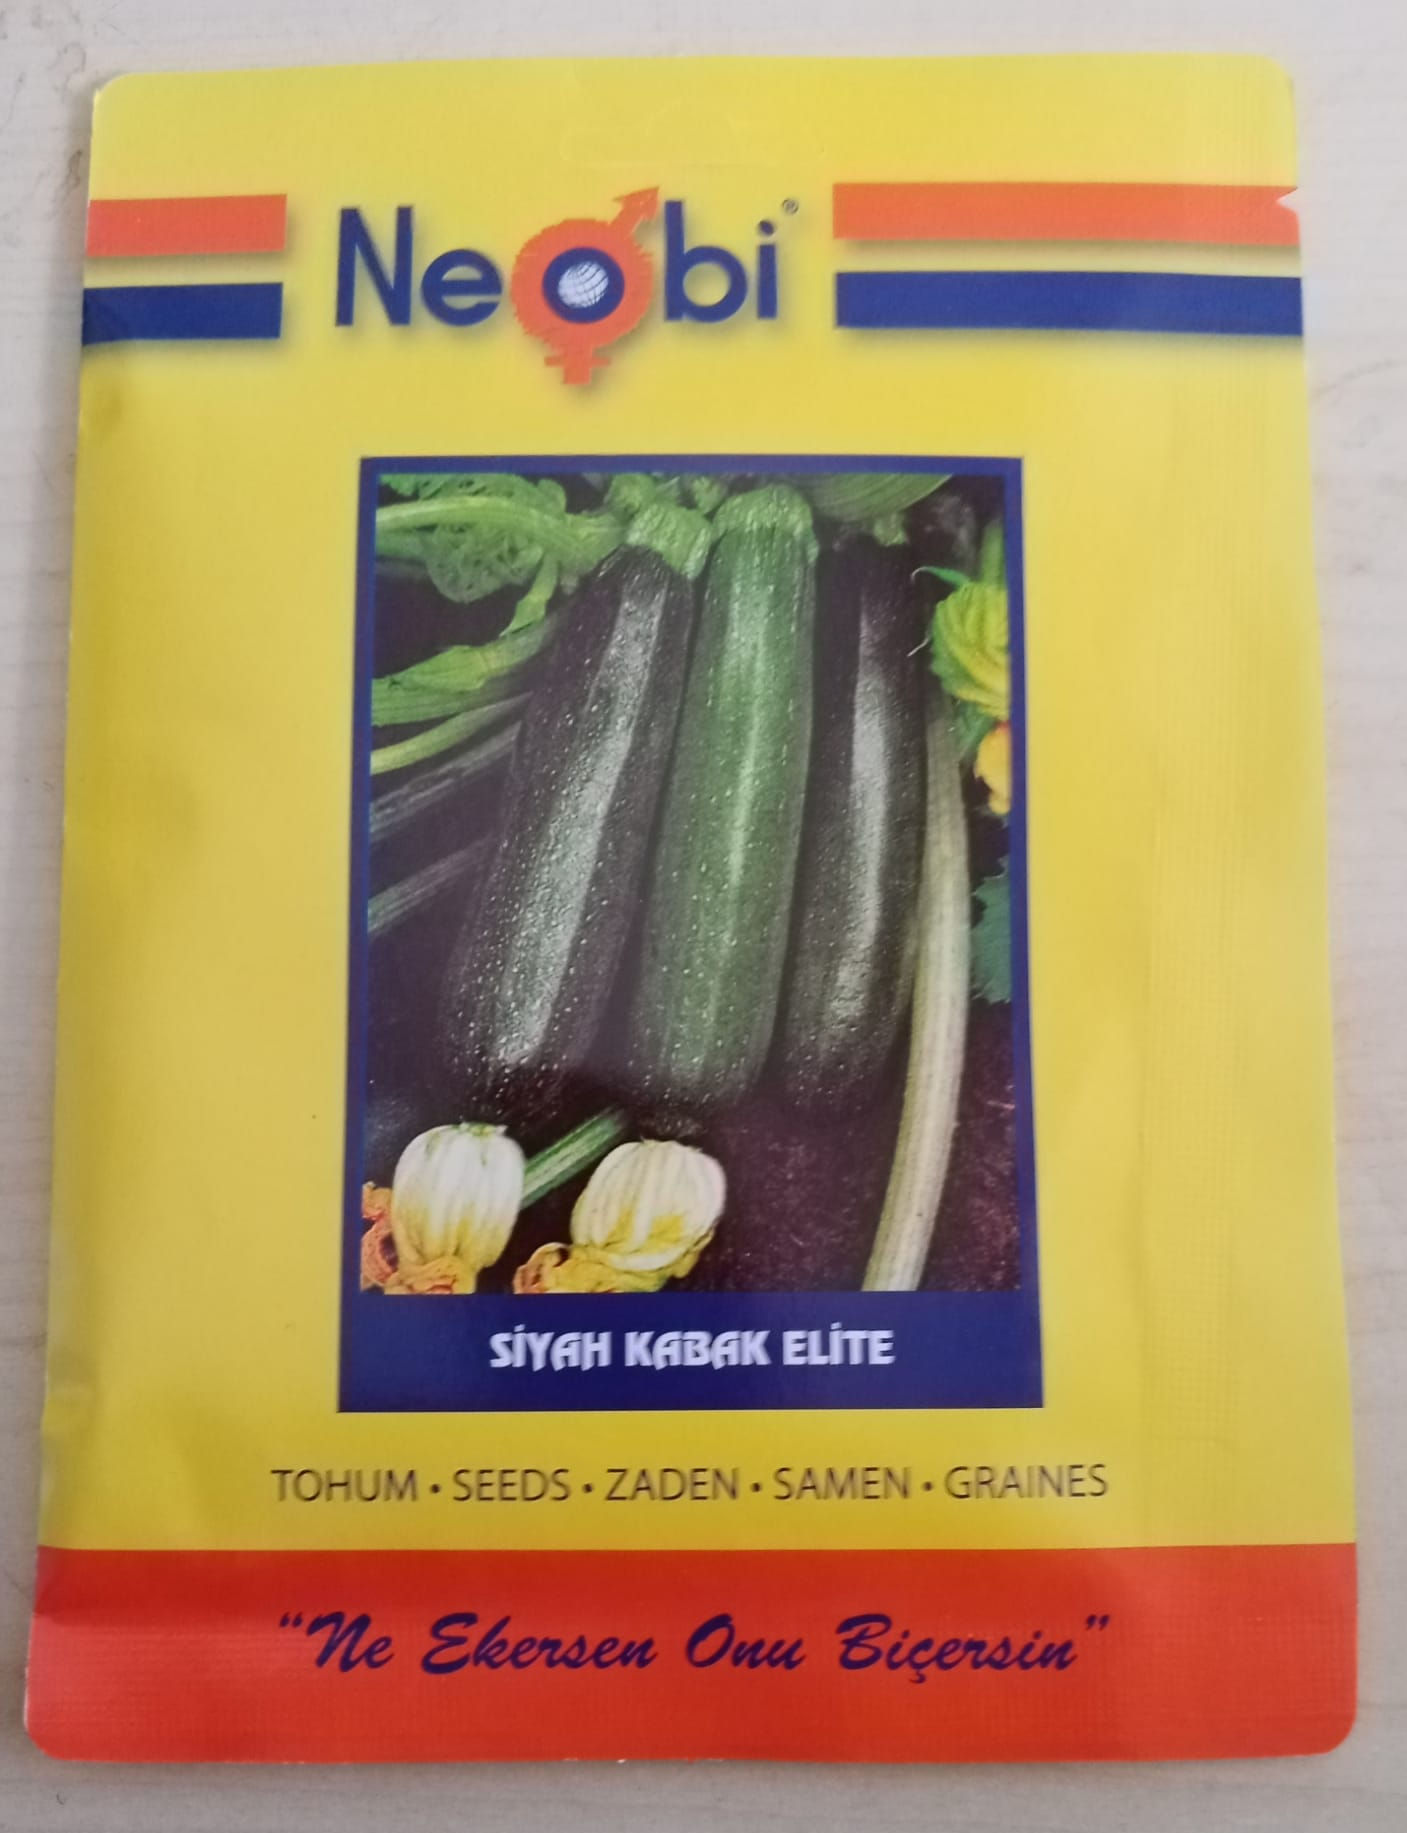 Neobi®
SİYAH KABAK ELİTE
TOHUM • SEEDS • ZADEN • SAMEN • GRAINES
"Ne Ekersen Onu Biçersin"